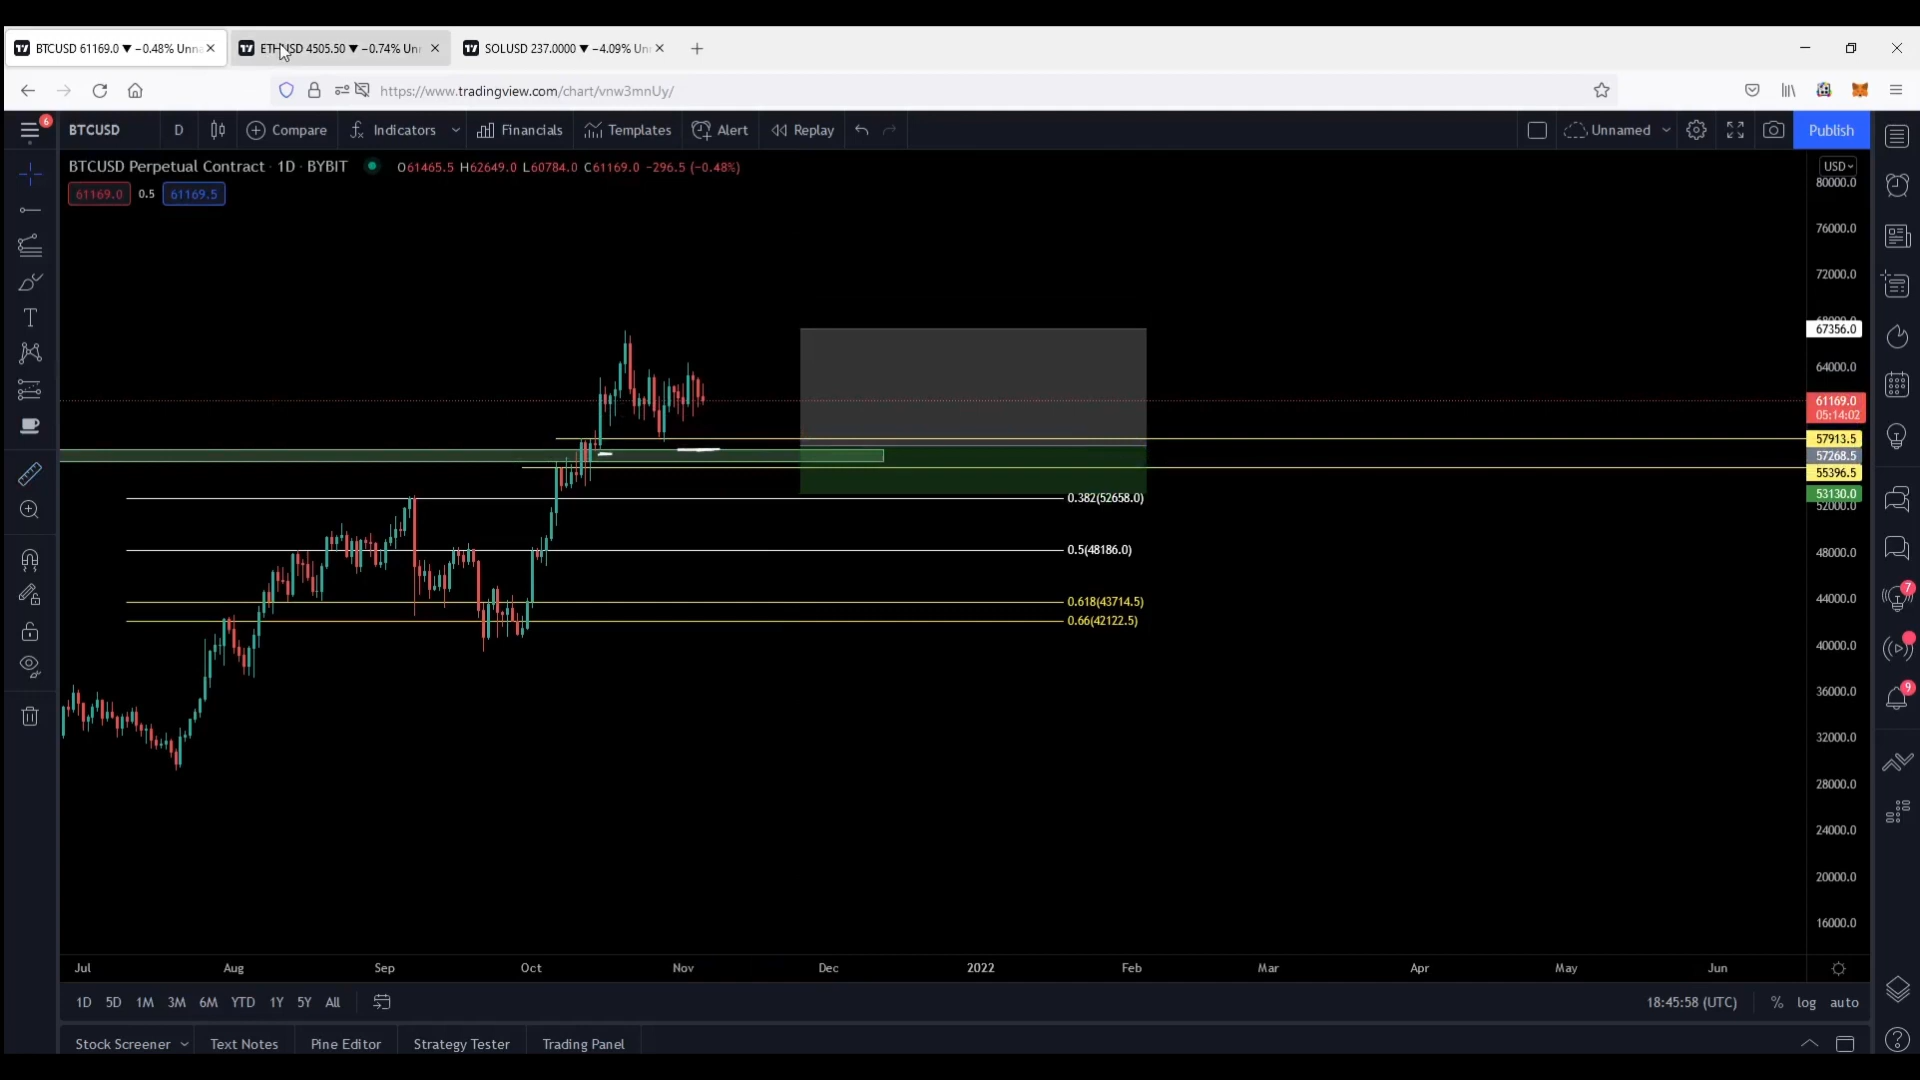 BTCUSD 61169.0 ▼ −0.48% Unna
ETHUSD 4505.50 ▼ −0.74% Un
SOLUSD 237.0000 ▼ −4.09% Un
https://www.tradingview.com/chart/vnw3mnUy/
6
BTCUSD
D
Compare
Indicators
Financials
Templates
Alert
Replay
Unnamed
Publish
BTCUSD Perpetual Contract · 1D · BYBIT
O61465.5 H62649.0 L60784.0 C61169.0 −296.5 (−0.48%)
61169.0
0.5
61169.5
USD
80000.0
76000.0
72000.0
67356.0
64000.0
61169.0
05:14:02
57913.5
57268.5
55396.5
53130.0
52000.0
48000.0
44000.0
40000.0
36000.0
32000.0
28000.0
24000.0
20000.0
16000.0
0.382(52658.0)
0.5(48186.0)
0.618(43714.5)
0.66(42122.5)
7
9
Jul
Aug
Sep
Oct
Nov
Dec
2022
Feb
Mar
Apr
May
Jun
1D 5D 1M 3M 6M YTD 1Y 5Y All
18:45:58 (UTC)
% log auto
Stock Screener
Text Notes
Pine Editor
Strategy Tester
Trading Panel